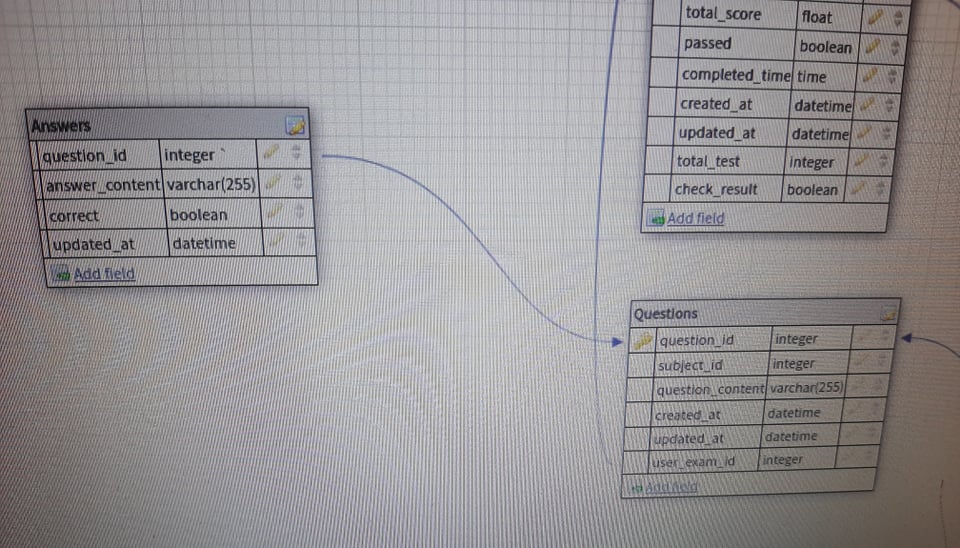 total_score float
passed boolean
completed_time time
created_at datetime
updated_at datetime
total_test integer
check_result boolean
Add field
Answers
question_id integer
answer_content varchar(255)
correct boolean
updated_at datetime
Add field
Questions
question_id integer
subject_id integer
question_content varchar(255)
created_at datetime
updated_at datetime
user_exam_id integer
Add field